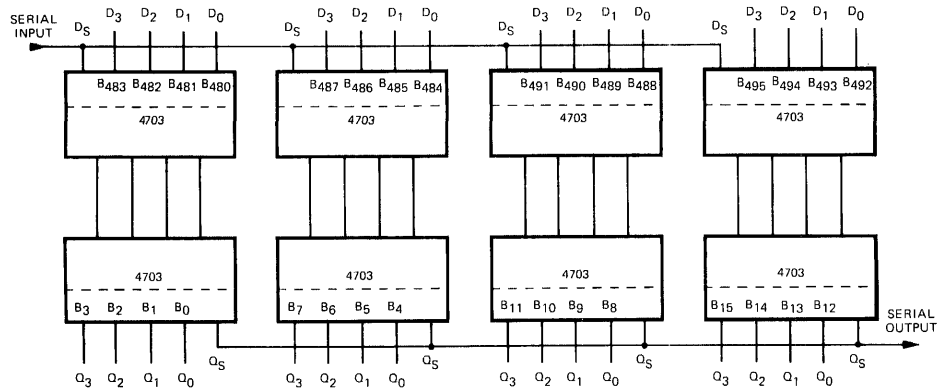 SERIAL
INPUT
DS D3 D2 D1 D0 DS D3 D2 D1 D0 DS D3 D2 D1 D0 DS D3 D2 D1 D0
B483 B482 B481 B480 B487 B486 B485 B484 B491 B490 B489 B488 B495 B494 B493 B492
4703 4703 4703 4703
4703 4703 4703 4703
B3 B2 B1 B0 B7 B6 B5 B4 B11 B10 B9 B8 B15 B14 B13 B12
SERIAL
OUTPUT
Q3 Q2 Q1 Q0 QS Q3 Q2 Q1 Q0 QS Q3 Q2 Q1 Q0 QS Q3 Q2 Q1 Q0 QS